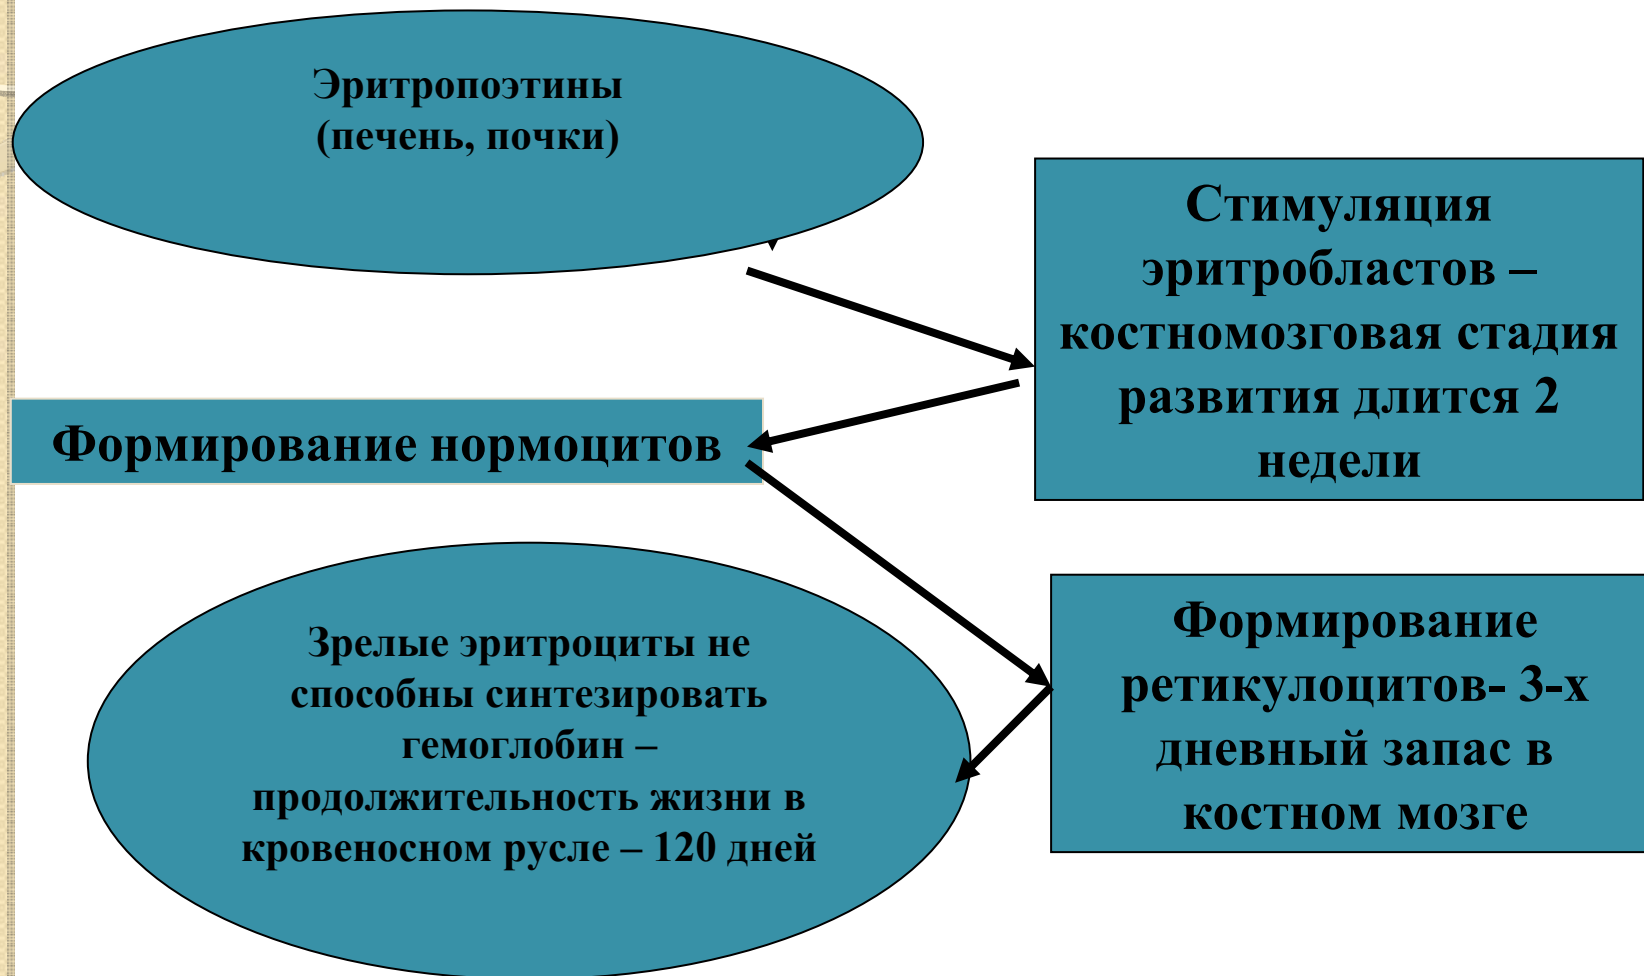 Эритропоэтины
(печень, почки)
Стимуляция
эритробластов –
костномозговая стадия
развития длится 2
недели
Формирование нормоцитов
Формирование
ретикулоцитов- 3-х
дневный запас в
костном мозге
Зрелые эритроциты не
способны синтезировать
гемоглобин –
продолжительность жизни в
кровеносном русле – 120 дней